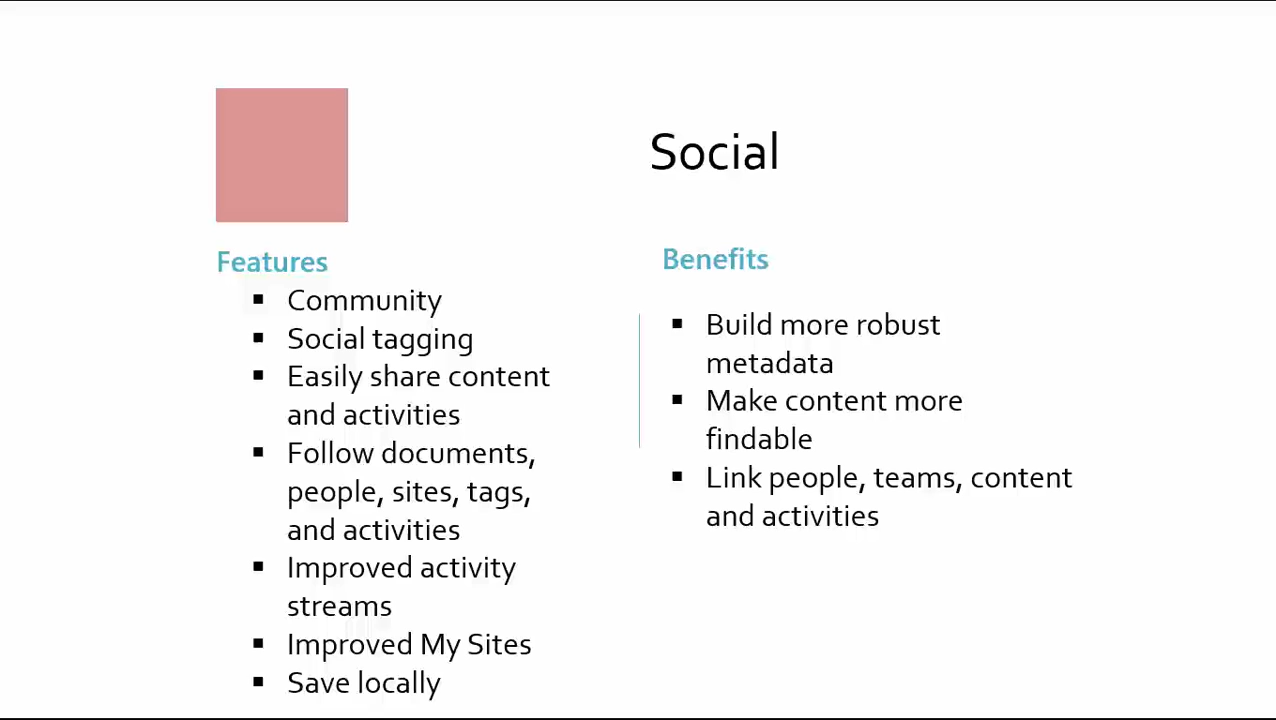 Social
Features
Community
Social tagging
Easily share content
and activities
Follow documents,
people, sites, tags,
and activities
Improved activity
streams
Improved My Sites
Save locally
Benefits
Build more robust
metadata
Make content more
findable
Link people, teams, content
and activities